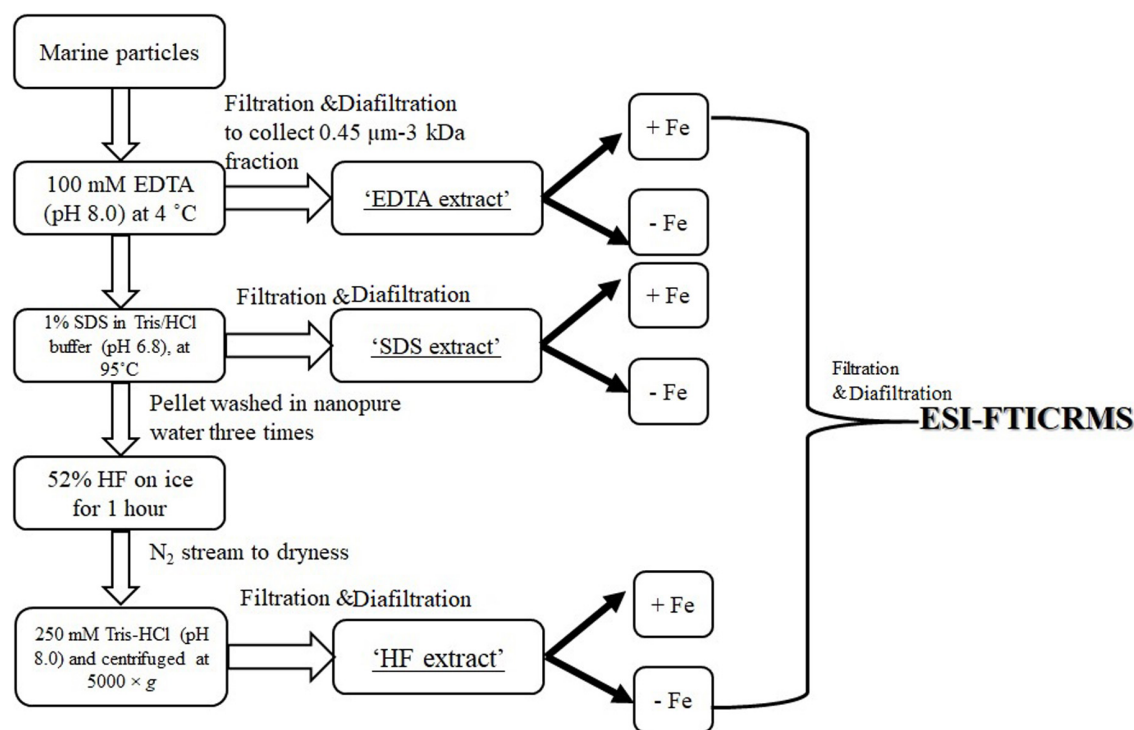 Marine particles
Filtration &Diafiltration
to collect 0.45 μm-3 kDa
fraction
100 mM EDTA
(pH 8.0) at 4 ˚C
'EDTA extract'
+ Fe
- Fe
Filtration &Diafiltration
1% SDS in Tris/HCl
buffer (pH 6.8), at
95˚C
'SDS extract'
+ Fe
- Fe
Pellet washed in nanopure
water three times
52% HF on ice
for 1 hour
N₂ stream to dryness
Filtration &Diafiltration
250 mM Tris-HCl (pH
8.0) and centrifuged at
5000 × g
'HF extract'
+ Fe
- Fe
Filtration
&Diafiltration
ESI-FTICRMS